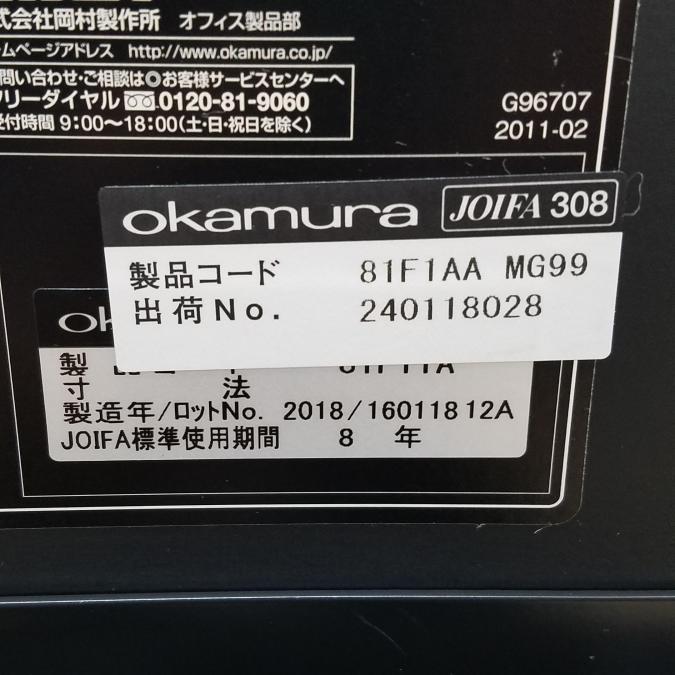 式会社岡村製作所 オフィス製品部
ームページアドレス http://www.okamura.co.jp/
問い合わせ・ご相談は◎お客様サービスセンターへ
フリーダイヤル 0120-81-9060
受付時間 9:00〜18:00(土・日・祝日を除く)
G96707
2011-02
okamura JOIFA 308
製品コード 81F1AA MG99
出荷No. 240118028
ok
製
寸 法
製造年/ロットNo. 2018/16011812A
JOIFA標準使用期間 8 年